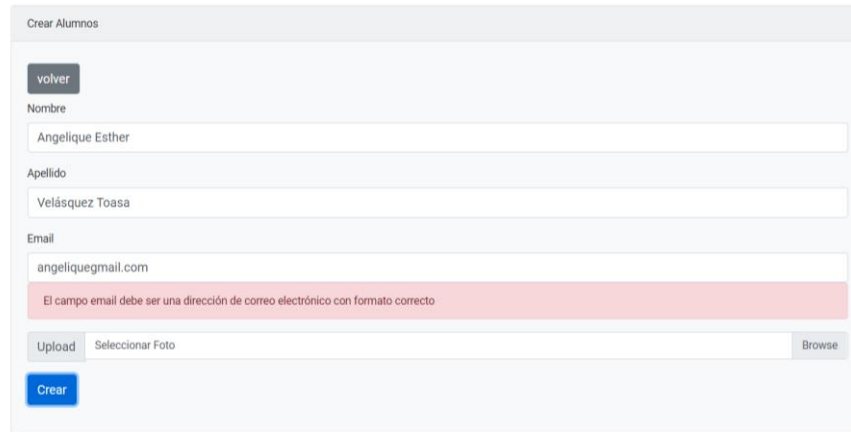 Crear Alumnos
volver
Nombre
Angelique Esther
Apellido
Velásquez Toasa
Email
angeliquegmail.com
El campo email debe ser una dirección de correo electrónico con formato correcto
Upload Seleccionar Foto Browse
Crear